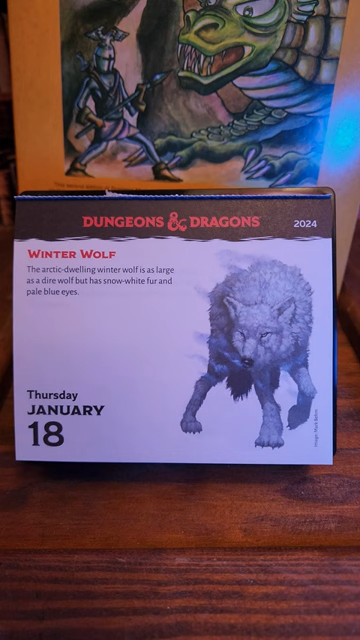 DUNGEONS & DRAGONS
2024
WINTER WOLF
The arctic-dwelling winter wolf is as large
as a dire wolf but has snow-white fur and
pale blue eyes.
Thursday
JANUARY
18